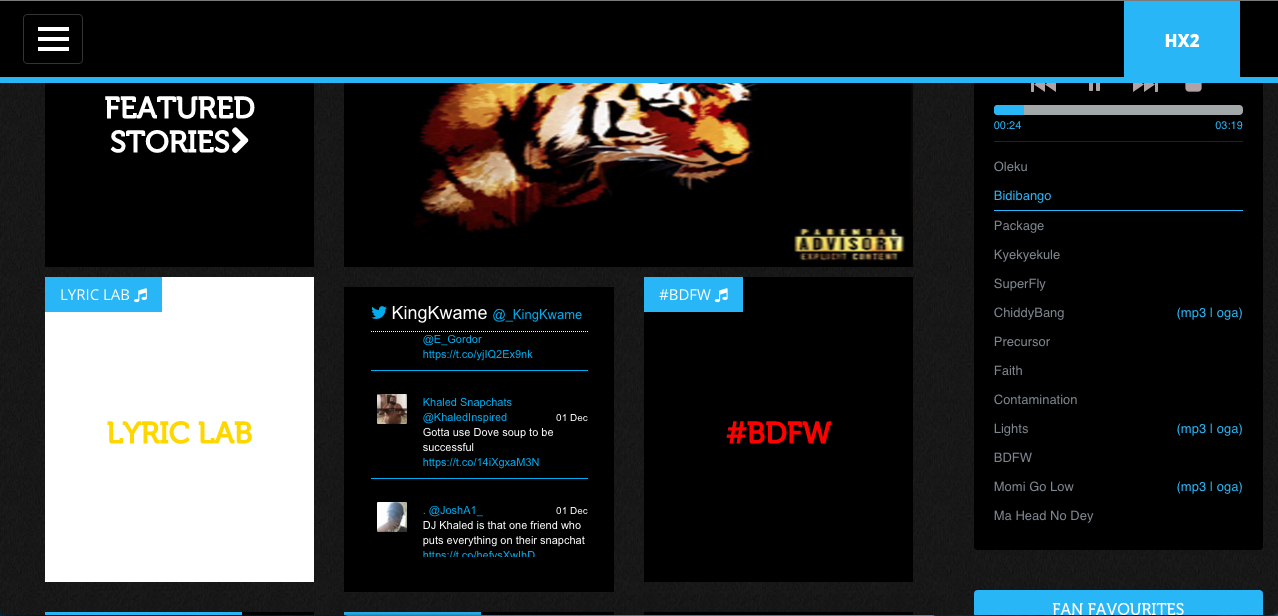 HX2
FEATURED
STORIES
PARENTAL
ADVISORY
EXPLICIT CONTENT
00:24 03:19
Oleku
Bidibango
Package
Kyekyekule
SuperFly
ChiddyBang (mp3 | oga)
Precursor
Faith
Contamination
Lights (mp3 | oga)
BDFW
Momi Go Low (mp3 | oga)
Ma Head No Dey
LYRIC LAB
LYRIC LAB
KingKwame @_KingKwame
@E_Gordor
https://t.co/yjIQ2Ex9nk
Khaled Snapchats
@KhaledInspired 01 Dec
Gotta use Dove soup to be
successful
https://t.co/14iXgxaM3N
. @JoshA1_ 01 Dec
DJ Khaled is that one friend who
puts everything on their snapchat
https://t.co/hefysXwIhD
#BDFW
#BDFW
FAN FAVOURITES